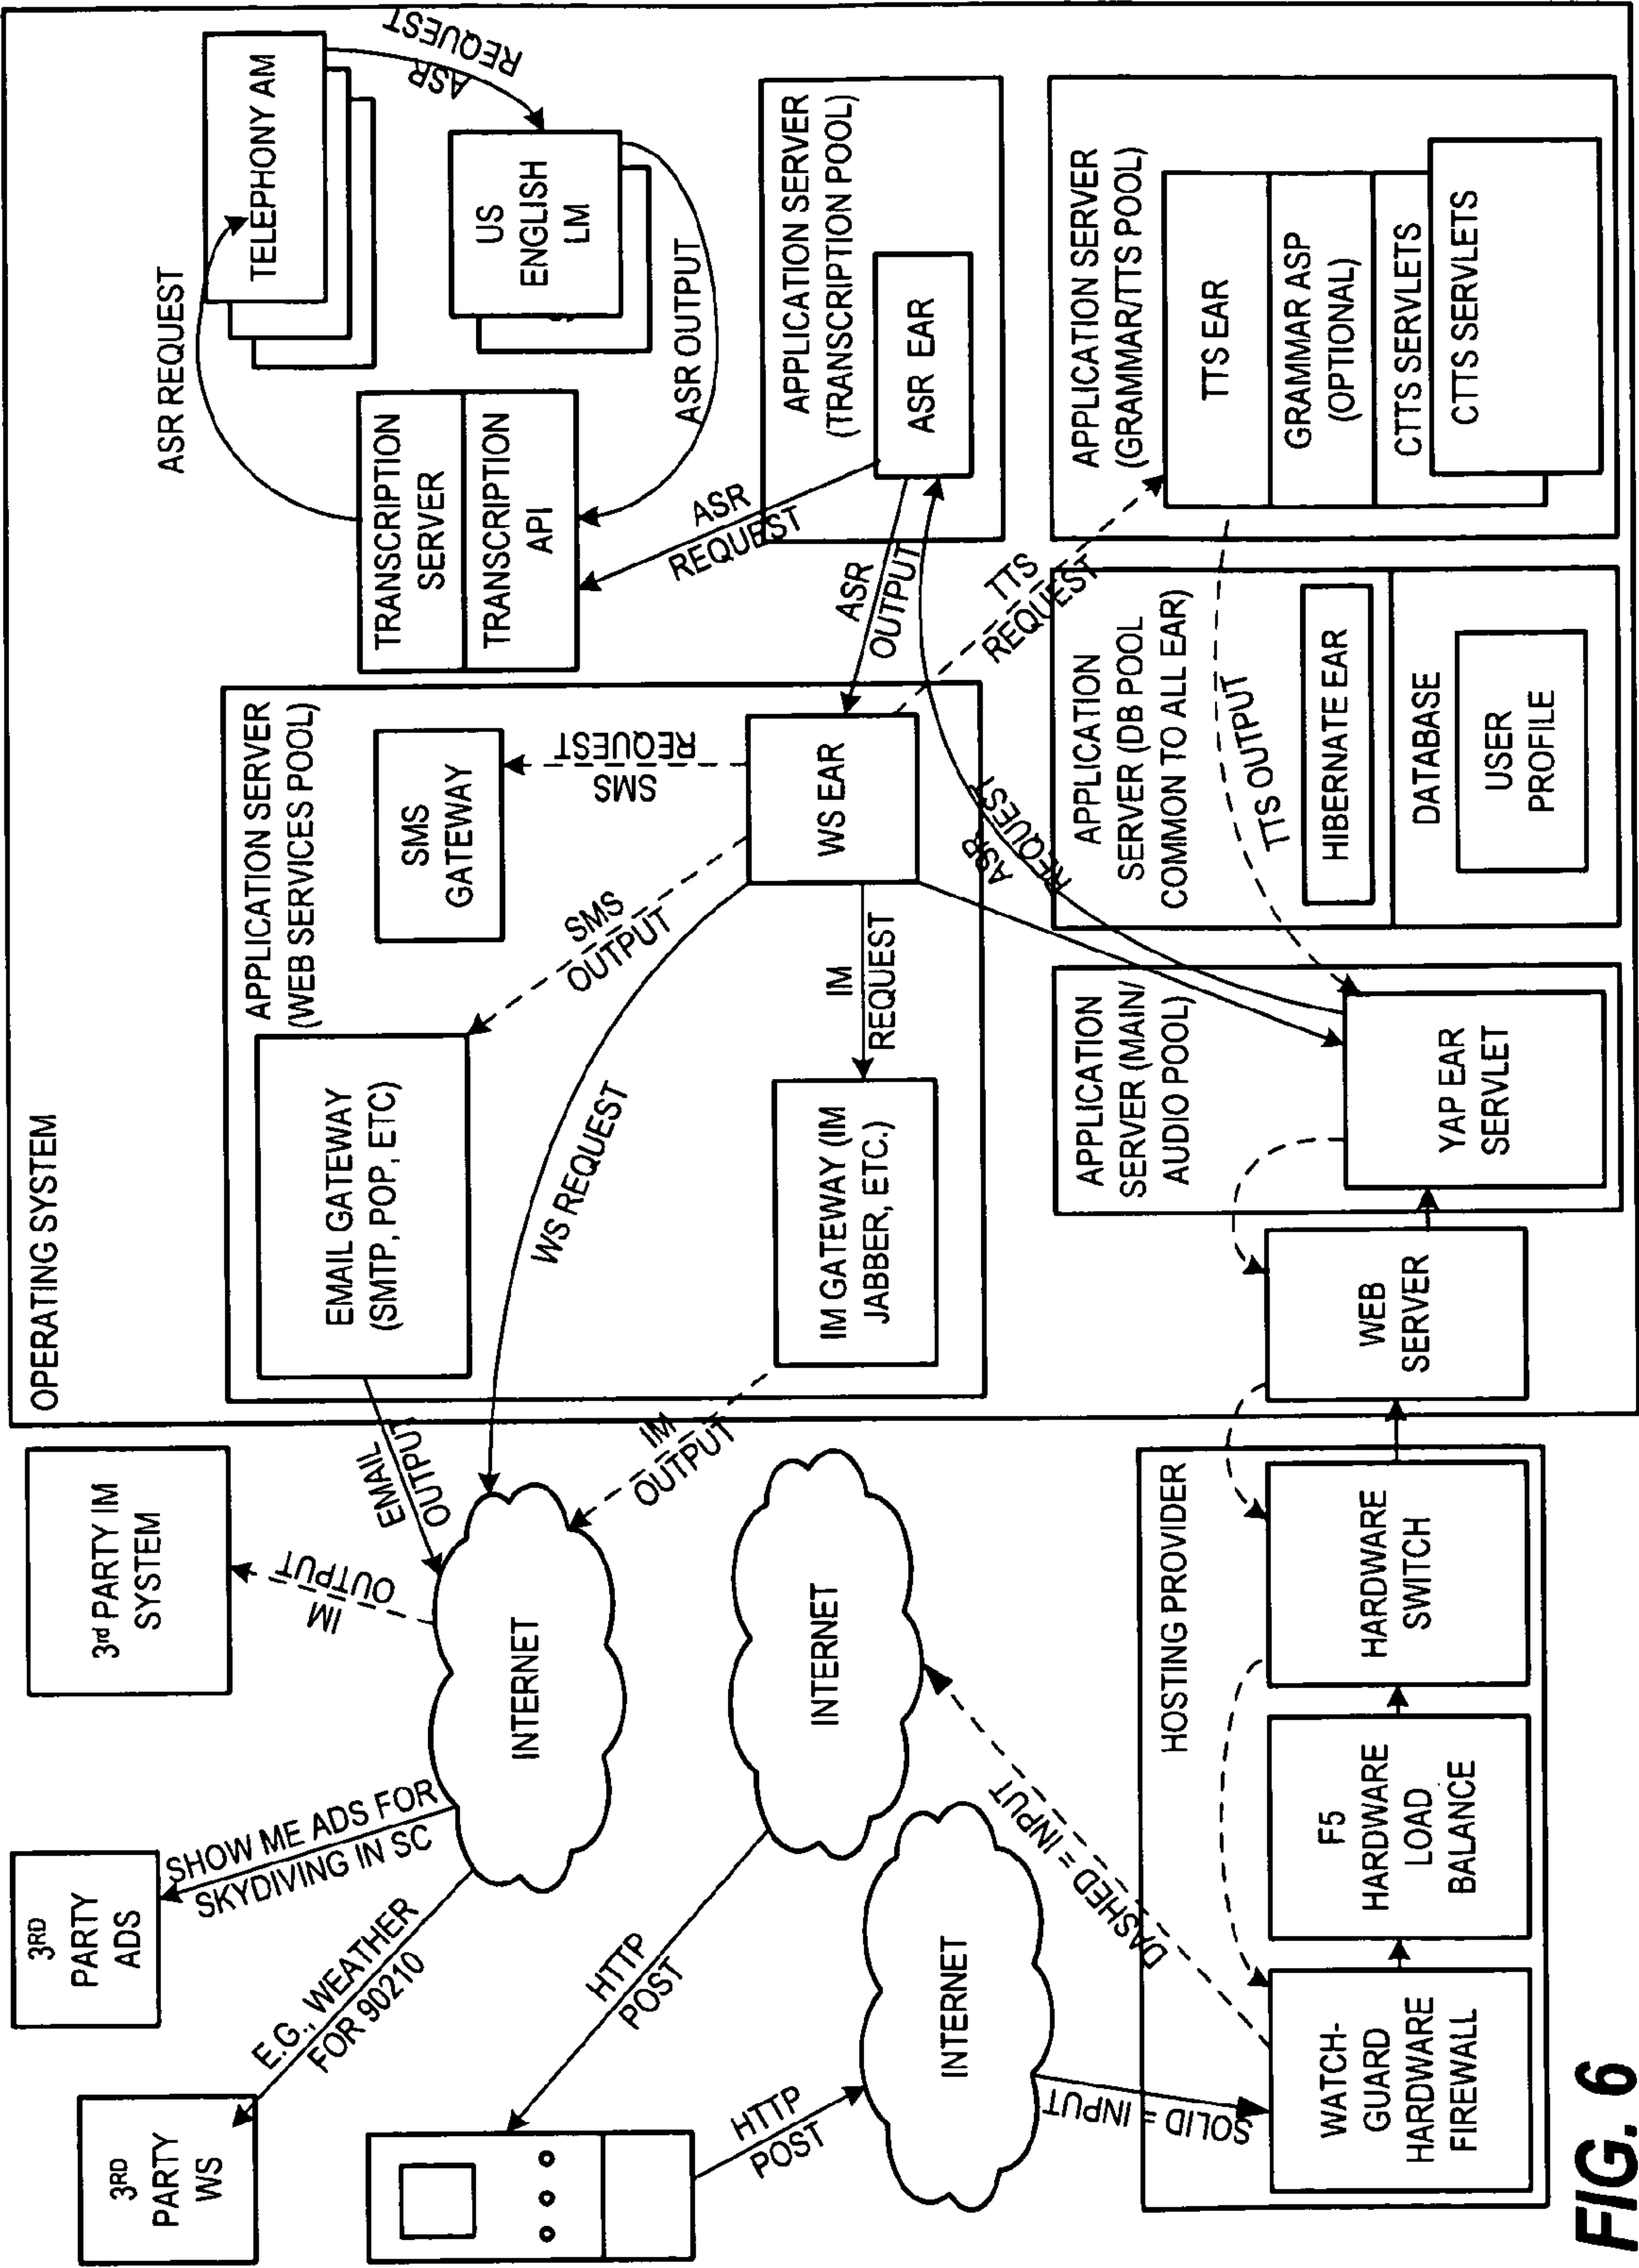 OPERATING SYSTEM
3RD
PARTY
WS
3RD
PARTY
ADS
3rd PARTY IM
SYSTEM
E.G., WEATHER
FOR 90210
SHOW ME ADS FOR
SKYDIVING IN SC
IM
OUTPUT
EMAIL
OUTPUT
INTERNET
IM
OUTPUT
APPLICATION SERVER
(WEB SERVICES POOL)
EMAIL GATEWAY
(SMTP, POP, ETC)
SMS
GATEWAY
SMS
OUTPUT
SMS
REQUEST
WS REQUEST
WS EAR
IM
REQUEST
IM GATEWAY (IM
JABBER, ETC.)
ASR REQUEST
TELEPHONY AM
ASR
REQUEST
US
ENGLISH
LM
ASR OUTPUT
TRANSCRIPTION
SERVER
TRANSCRIPTION
API
ASR
REQUEST
APPLICATION SERVER
(TRANSCRIPTION POOL)
ASR EAR
ASR
OUTPUT
ASR
REQUEST
TTS
REQUEST
HTTP
POST
HTTP
POST
INTERNET
INTERNET
DASHED = INPUT
SOLID = INPUT
HOSTING PROVIDER
WATCH-
GUARD
HARDWARE
FIREWALL
F5
HARDWARE
LOAD
BALANCE
HARDWARE
SWITCH
WEB
SERVER
APPLICATION
SERVER (MAIN/
AUDIO POOL)
YAP EAR
SERVLET
TTS OUTPUT
APPLICATION
SERVER (DB POOL
COMMON TO ALL EAR)
HIBERNATE EAR
DATABASE
USER
PROFILE
APPLICATION SERVER
(GRAMMAR/TTS POOL)
TTS EAR
GRAMMAR ASP
(OPTIONAL)
CTTS SERVLETS
CTTS SERVLETS
FIG. 6